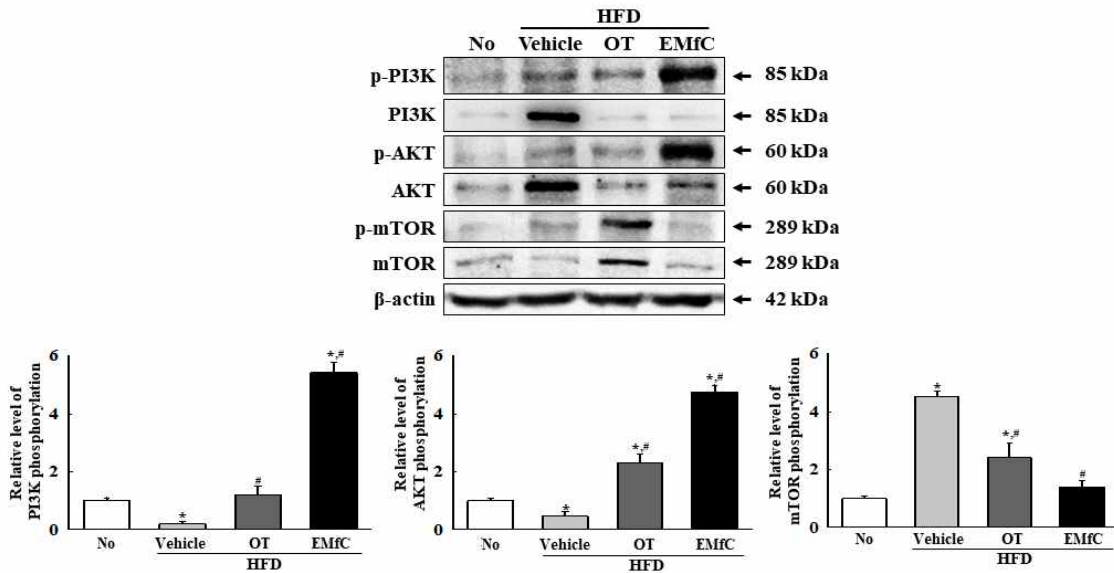 HFD
No Vehicle OT EMfC
p-PI3K 85 kDa
PI3K 85 kDa
p-AKT 60 kDa
AKT 60 kDa
p-mTOR 289 kDa
mTOR 289 kDa
β-actin 42 kDa
Relative level of
PI3K phosphorylation
6
4
2
0
*
#
*,#
No Vehicle OT EMfC
HFD
Relative level of
AKT phosphorylation
6
4
2
0
*
*,#
*,#
No Vehicle OT EMfC
HFD
Relative level of
mTOR phosphorylation
6
4
2
0
*
*,#
#
No Vehicle OT EMfC
HFD